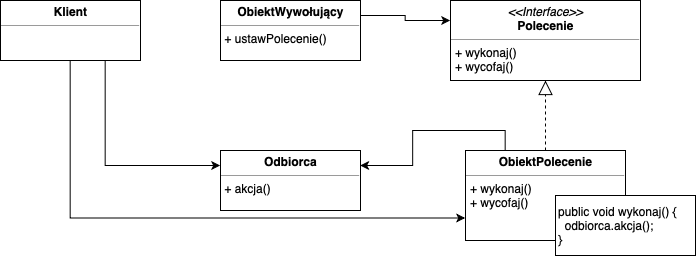 Klient
ObiektWywołujący
+ ustawPolecenie()
<<Interface>>
Polecenie
+ wykonaj()
+ wycofaj()
Odbiorca
+ akcja()
ObiektPolecenie
+ wykonaj()
+ wycofaj()
public void wykonaj() {
odbiorca.akcja();
}